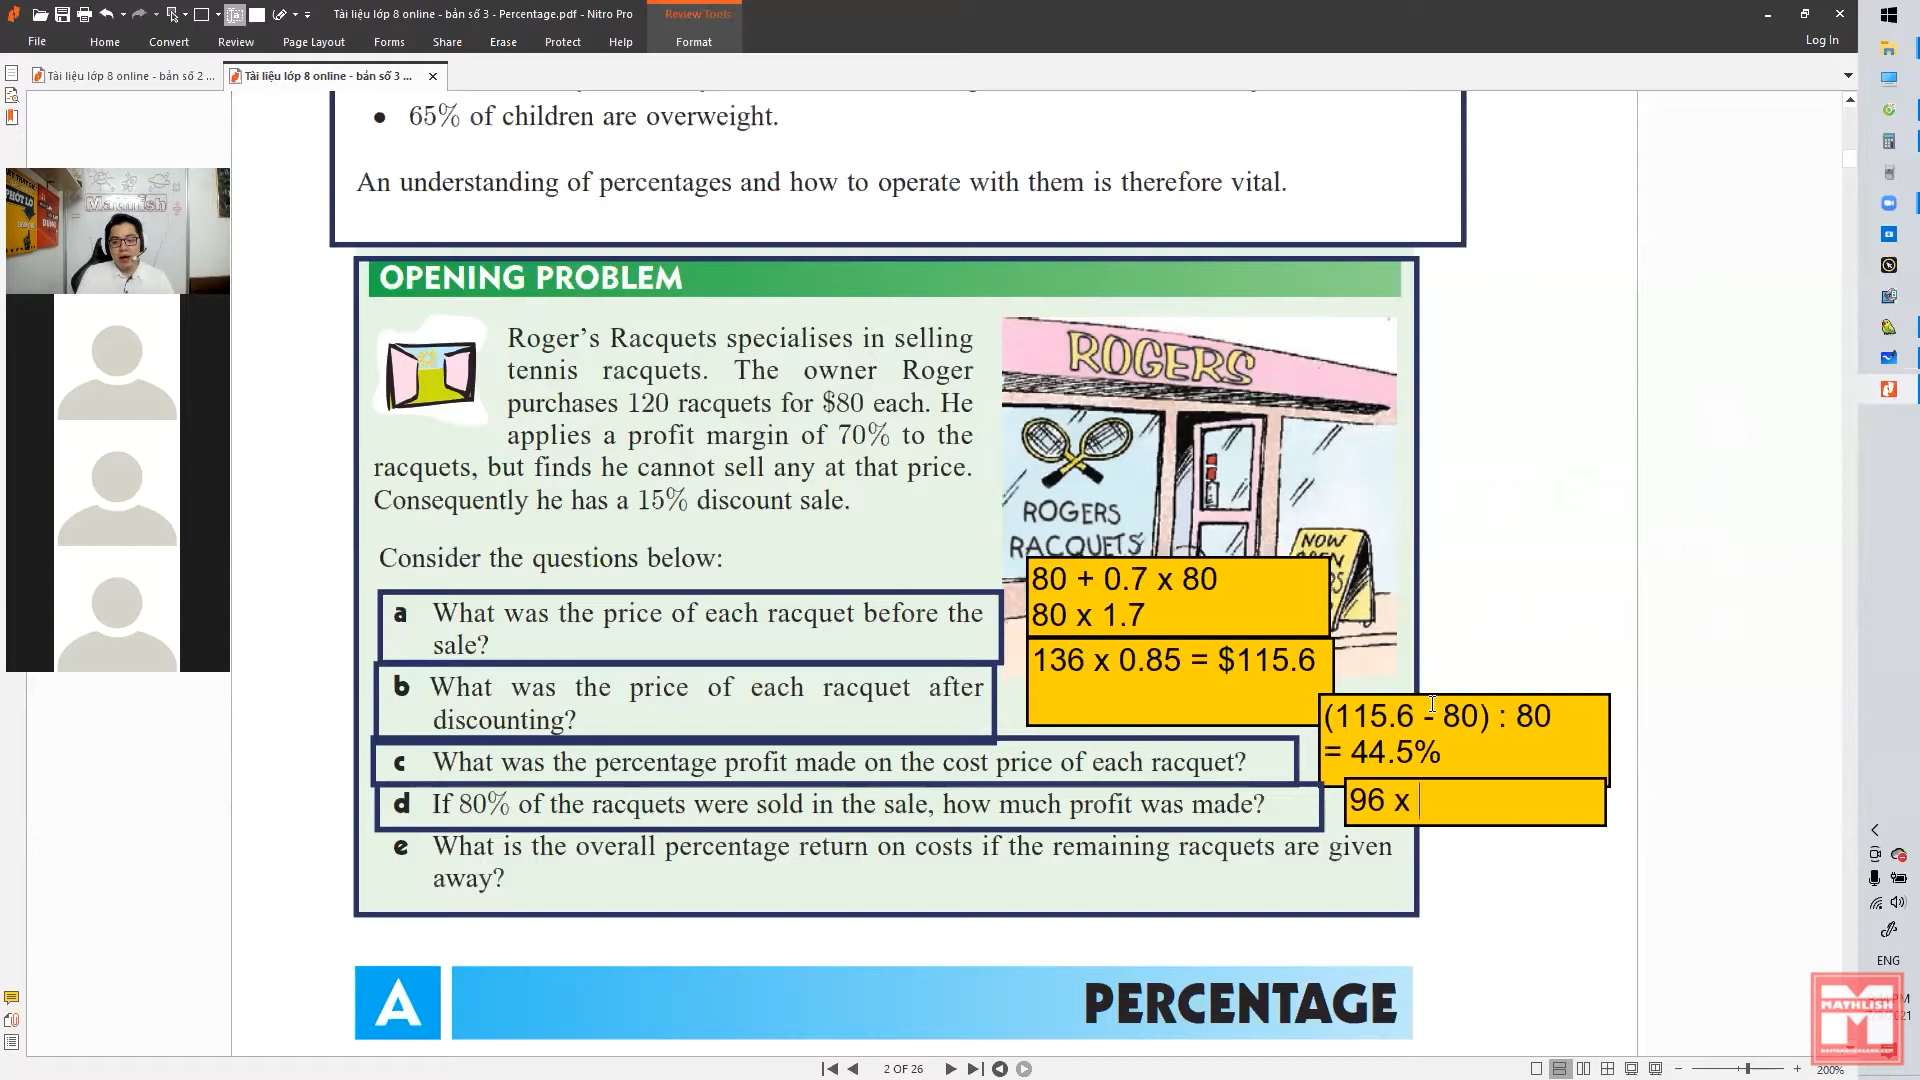 Tài liệu lớp 8 online - bản số 3 - Percentage.pdf - Nitro Pro
Review Tools
File
Home
Convert
Review
Page Layout
Forms
Share
Erase
Protect
Help
Format
Log In
Tài liệu lớp 8 online - bản số 2 ...
Tài liệu lớp 8 online - bản số 3 ...
• 65% of children are overweight.
An understanding of percentages and how to operate with them is therefore vital.
Mathlish
OPENING PROBLEM
Roger's Racquets specialises in selling
tennis racquets. The owner Roger
purchases 120 racquets for $80 each. He
applies a profit margin of 70% to the
racquets, but finds he cannot sell any at that price.
Consequently he has a 15% discount sale.
ROGERS
ROGERS
RACQUETS
NOW
Consider the questions below:
a What was the price of each racquet before the
sale?
80 + 0.7 x 80
80 x 1.7
b What was the price of each racquet after
discounting?
136 x 0.85 = $115.6
c What was the percentage profit made on the cost price of each racquet?
(115.6 - 80) : 80
= 44.5%
d If 80% of the racquets were sold in the sale, how much profit was made?
96 x
e What is the overall percentage return on costs if the remaining racquets are given
away?
A
PERCENTAGE
ENG
MATHLISH
2 OF 26
200%